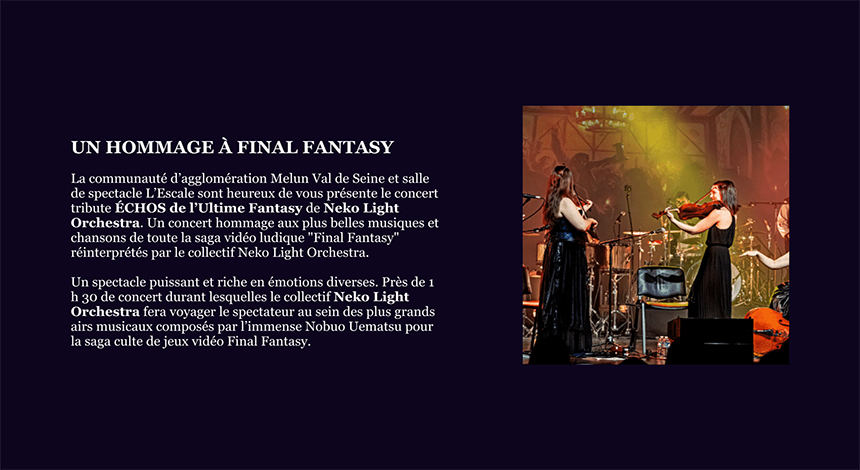 UN HOMMAGE À FINAL FANTASY
La communauté d’agglomération Melun Val de Seine et salle
de spectacle L’Escale sont heureux de vous présente le concert
tribute ÉCHOS de l’Ultime Fantasy de Neko Light
Orchestra. Un concert hommage aux plus belles musiques et
chansons de toute la saga vidéo ludique "Final Fantasy"
réinterprétés par le collectif Neko Light Orchestra.
Un spectacle puissant et riche en émotions diverses. Près de 1
h 30 de concert durant lesquelles le collectif Neko Light
Orchestra fera voyager le spectateur au sein des plus grands
airs musicaux composés par l’immense Nobuo Uematsu pour
la saga culte de jeux vidéo Final Fantasy.